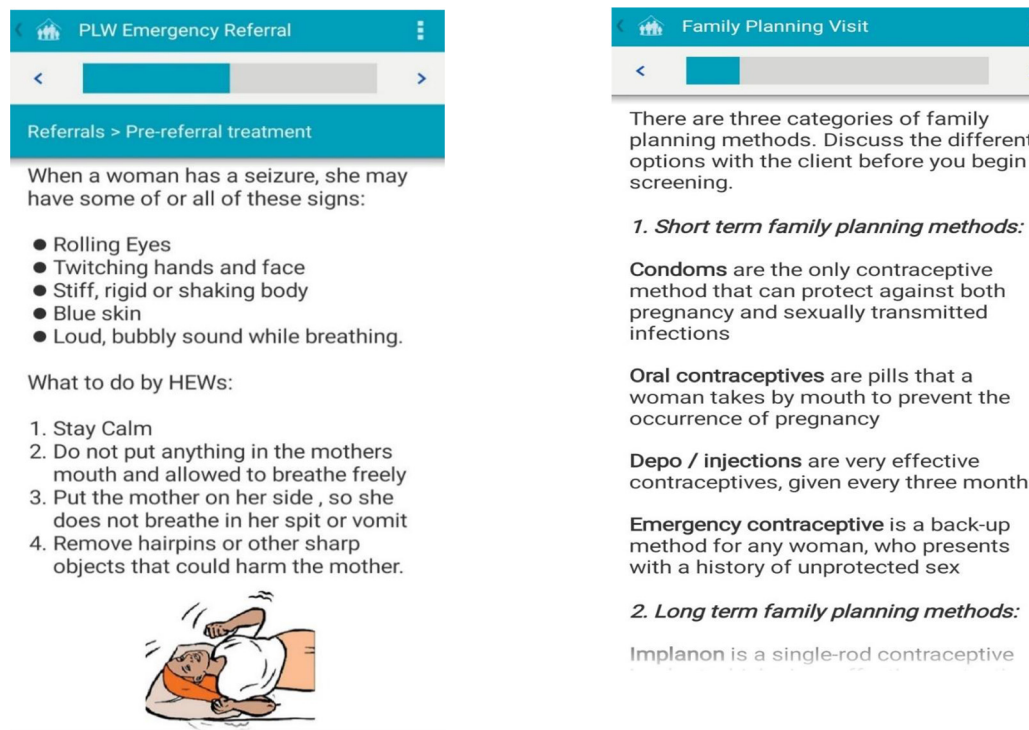 PLW Emergency Referral
Referrals > Pre-referral treatment
When a woman has a seizure, she may
have some of or all of these signs:
● Rolling Eyes
● Twitching hands and face
● Stiff, rigid or shaking body
● Blue skin
● Loud, bubbly sound while breathing.
What to do by HEWs:
1. Stay Calm
2. Do not put anything in the mothers
mouth and allowed to breathe freely
3. Put the mother on her side , so she
does not breathe in her spit or vomit
4. Remove hairpins or other sharp
objects that could harm the mother.
Family Planning Visit
There are three categories of family
planning methods. Discuss the different
options with the client before you begin
screening.
1. Short term family planning methods:
Condoms are the only contraceptive
method that can protect against both
pregnancy and sexually transmitted
infections
Oral contraceptives are pills that a
woman takes by mouth to prevent the
occurrence of pregnancy
Depo / injections are very effective
contraceptives, given every three month
Emergency contraceptive is a back-up
method for any woman, who presents
with a history of unprotected sex
2. Long term family planning methods:
Implanon is a single-rod contraceptive